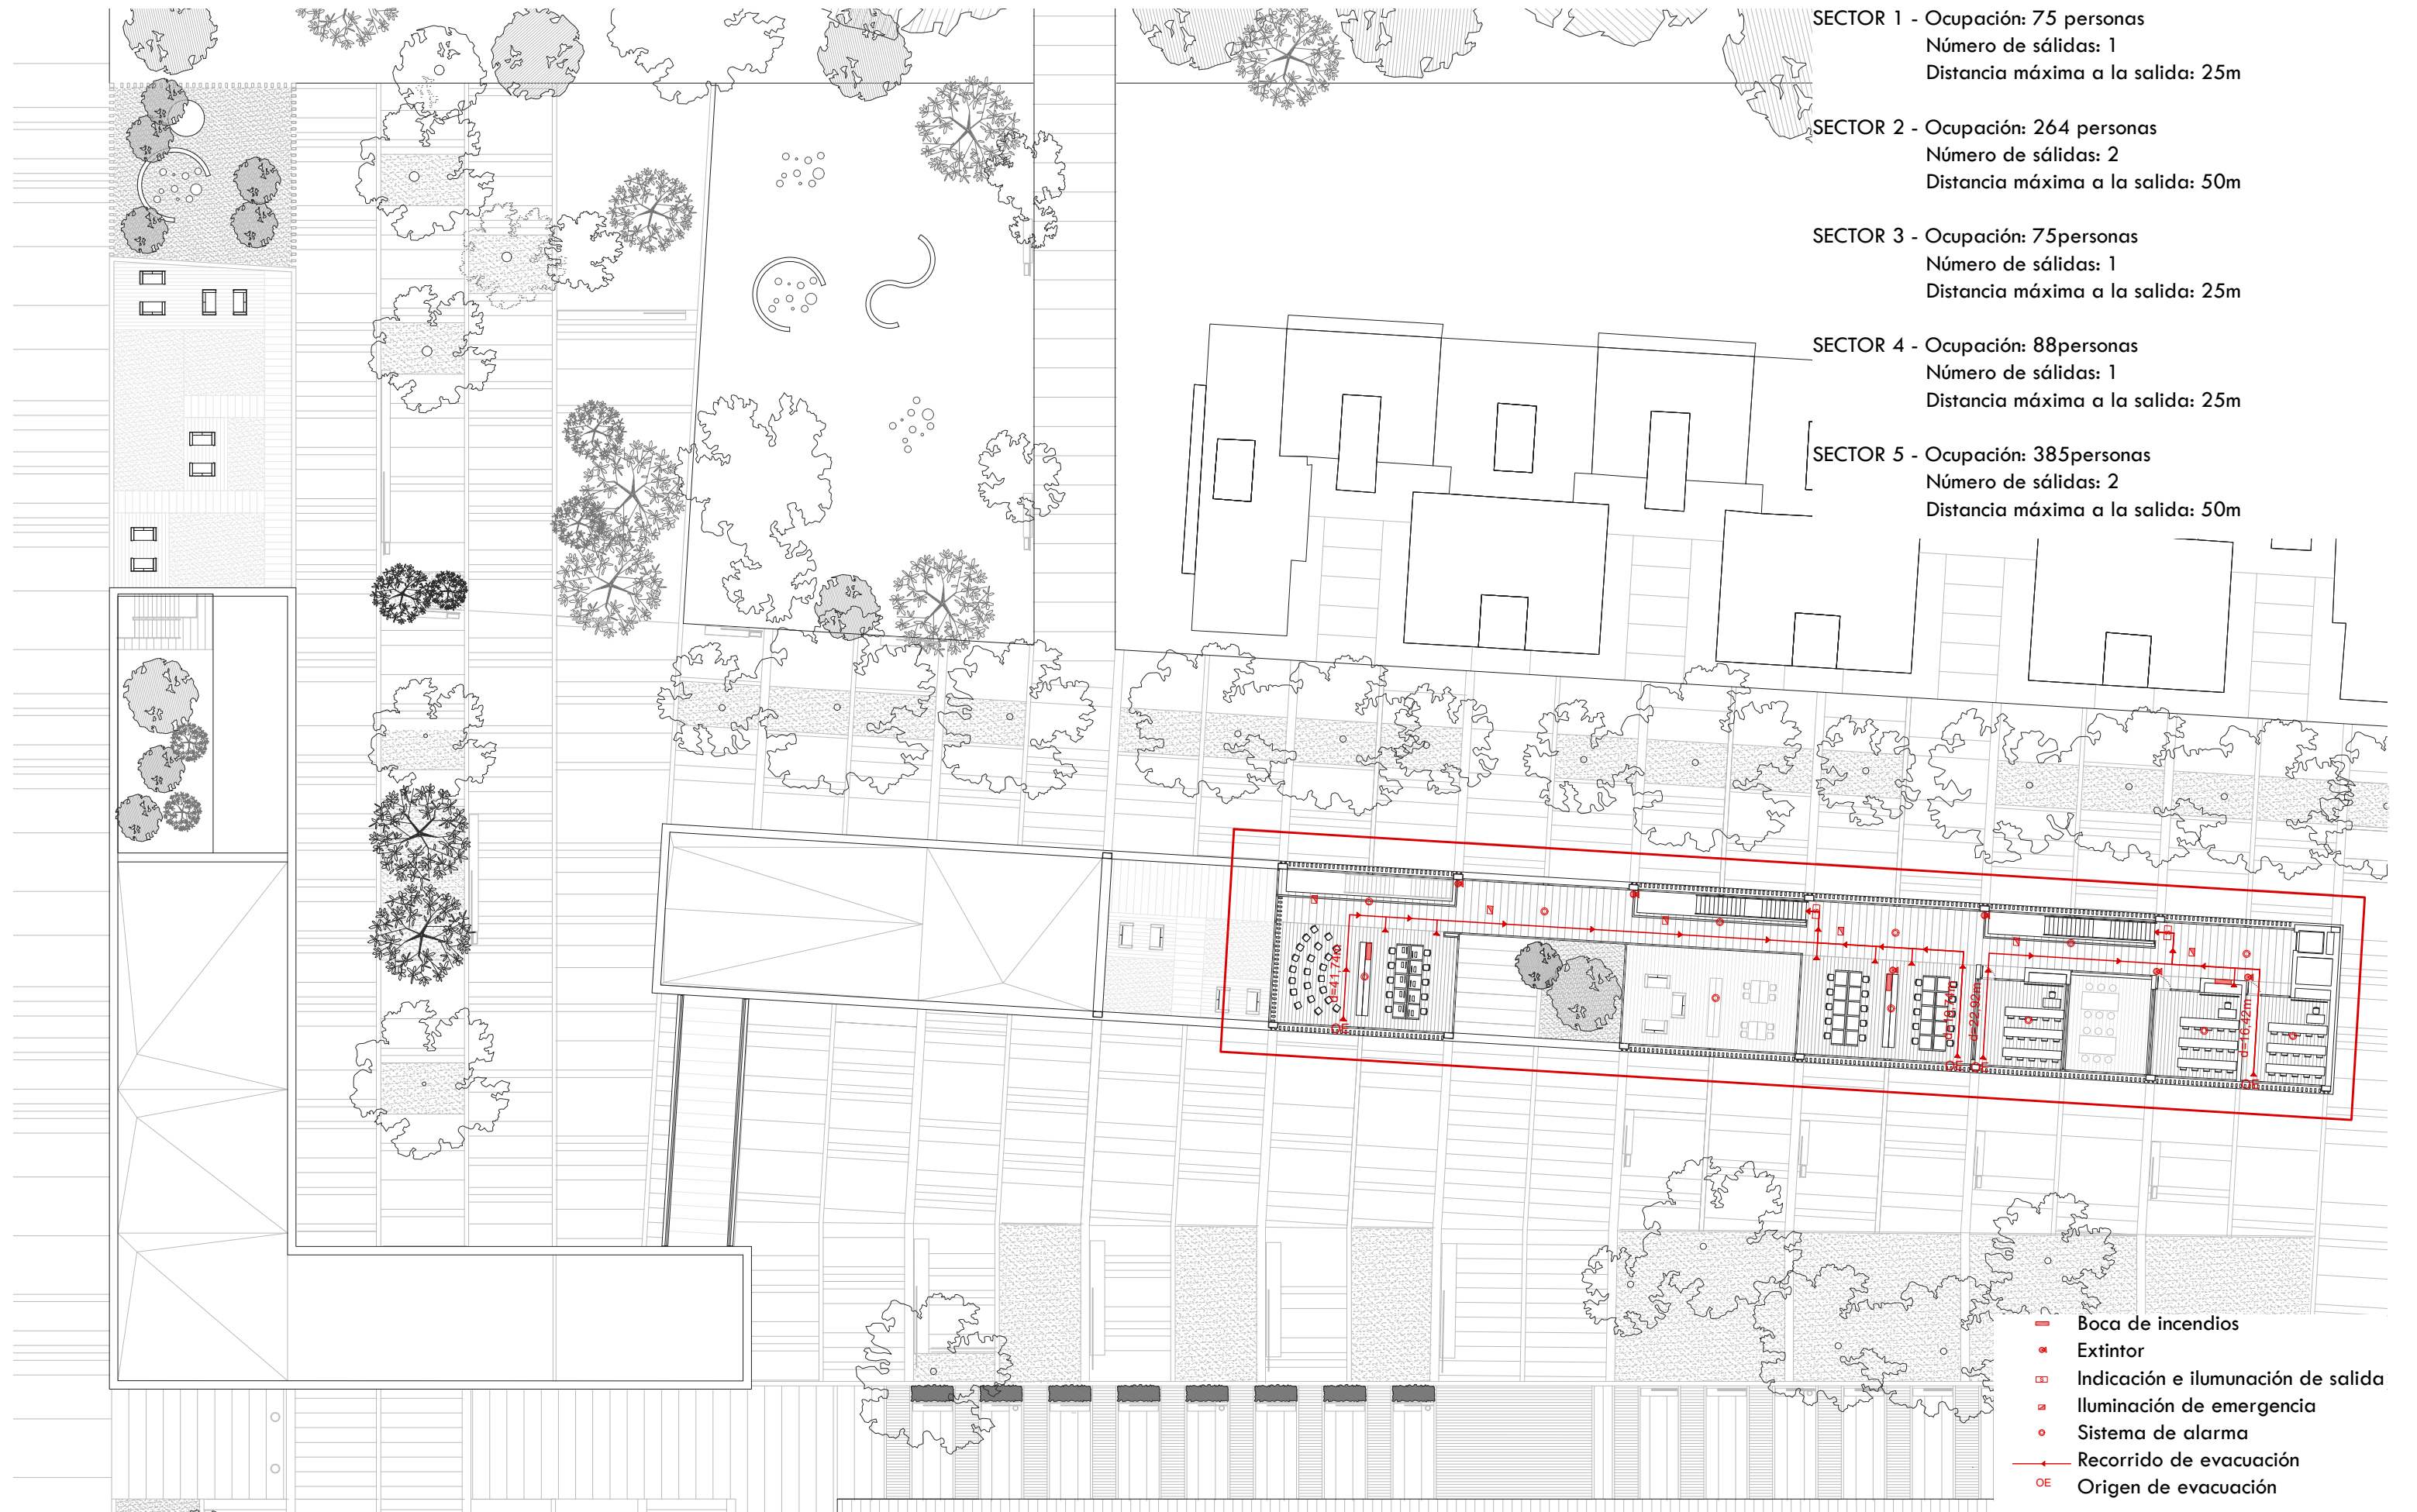 SECTOR 1 - Ocupación: 75 personas
Número de sálidas: 1
Distancia máxima a la salida: 25m
SECTOR 2 - Ocupación: 264 personas
Número de sálidas: 2
Distancia máxima a la salida: 50m
SECTOR 3 - Ocupación: 75personas
Número de sálidas: 1
Distancia máxima a la salida: 25m
SECTOR 4 - Ocupación: 88personas
Número de sálidas: 1
Distancia máxima a la salida: 25m
SECTOR 5 - Ocupación: 385personas
Número de sálidas: 2
Distancia máxima a la salida: 50m
d=41,74m
OE
OE
d=22,92m
OE
d=16,42m
OE
Boca de incendios
Extintor
S Indicación e ilumunación de salida
Iluminación de emergencia
Sistema de alarma
Recorrido de evacuación
OE Origen de evacuación